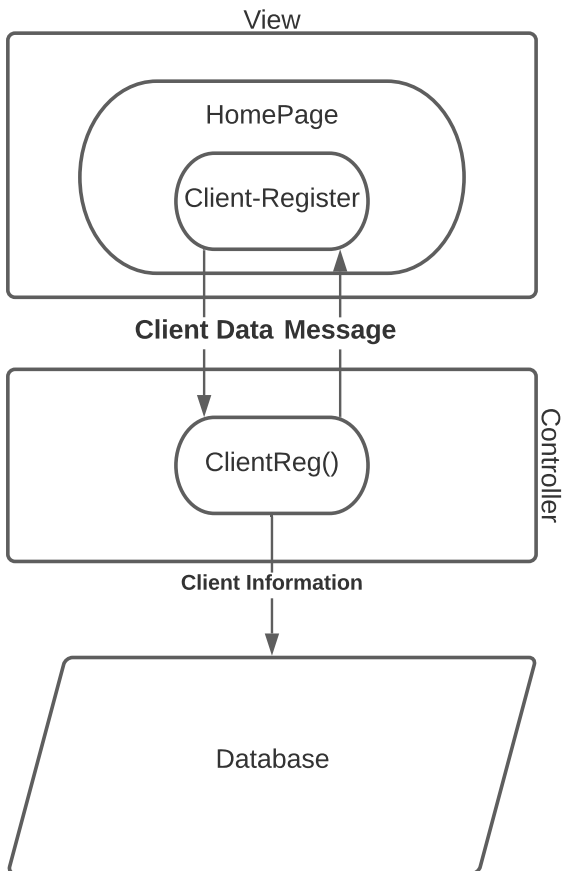 View
HomePage
Client-Register
Client Data
Message
Controller
ClientReg()
Client Information
Database